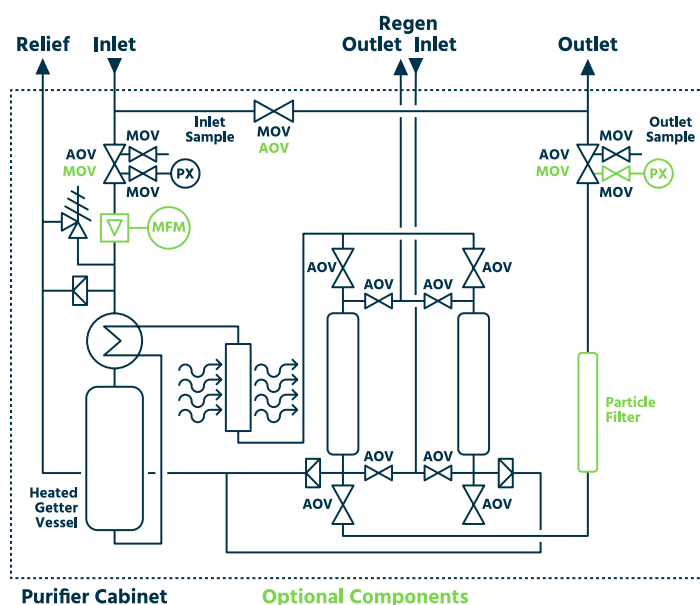 Regen
Relief
Inlet
Outlet
Inlet
Outlet
Inlet
Sample
MOV
AOV
MOV
AOV
MOV
PX
MOV
MFM
Outlet
Sample
MOV
AOV
MOV
PX
MOV
AOV
AOV
AOV
AOV
Particle
Filter
AOV
AOV
AOV
AOV
Heated
Getter
Vessel
Purifier Cabinet
Optional Components